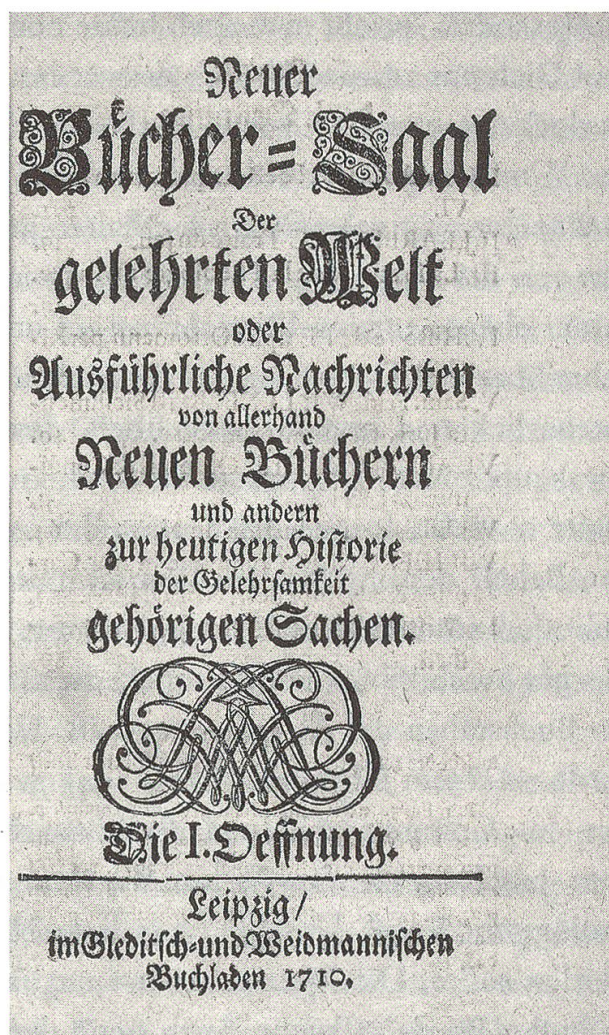 Neuer
Bücher-Saal
Der
gelehrten Welt
oder
Ausführliche Nachrichten
von allerhand
Neuen Büchern
und andern
zur heutigen Historie
der Gelehrsamkeit
gehörigen Sachen.
Die I. Oeffnung.
Leipzig/
im Gleditsch-und Weidmannischen
Buchladen 1710.